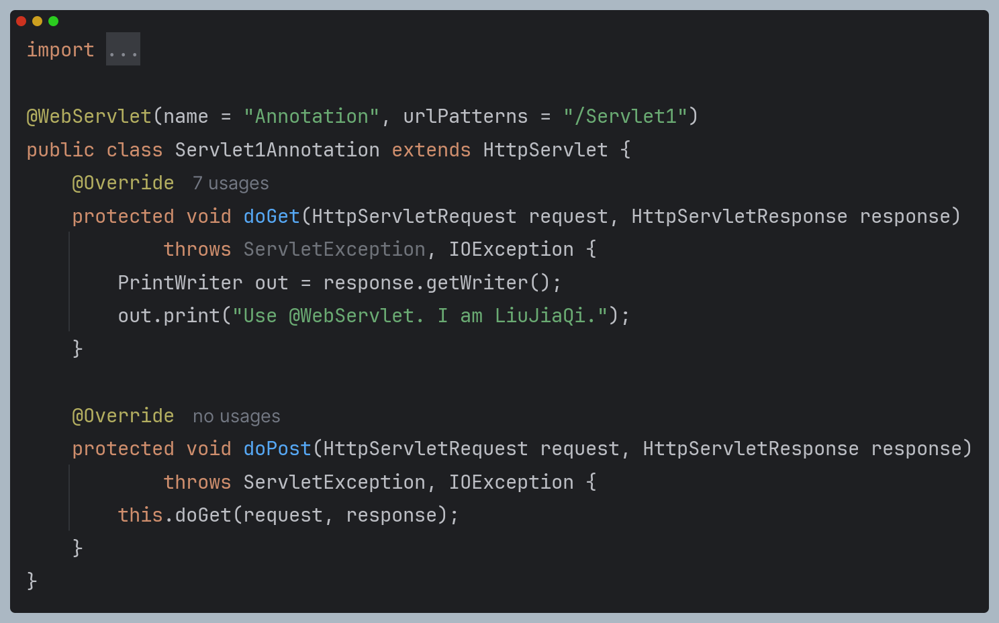 import ...
@WebServlet(name = "Annotation", urlPatterns = "/Servlet1")
public class Servlet1Annotation extends HttpServlet {
    @Override 7 usages
    protected void doGet(HttpServletRequest request, HttpServletResponse response)
            throws ServletException, IOException {
        PrintWriter out = response.getWriter();
        out.print("Use @WebServlet. I am LiuJiaQi.");
    }
    @Override no usages
    protected void doPost(HttpServletRequest request, HttpServletResponse response)
            throws ServletException, IOException {
        this.doGet(request, response);
    }
}